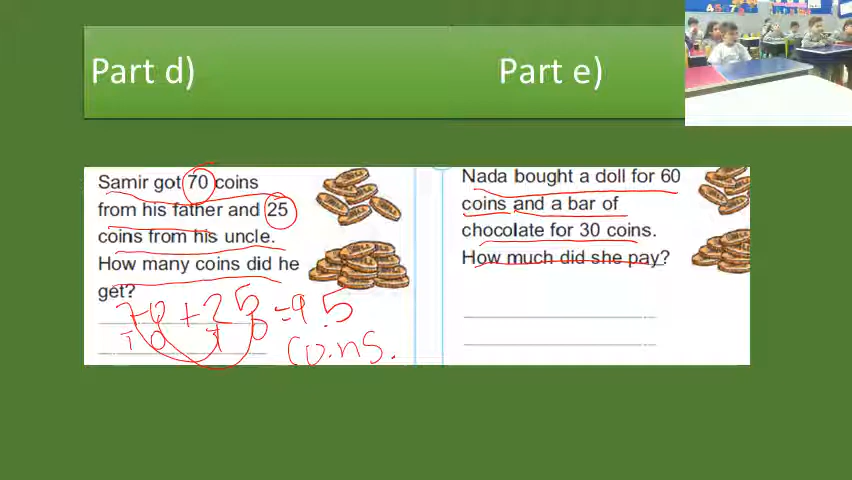 Part d)
Part e)
Samir got 70 coins
from his father and 25
coins from his uncle.
How many coins did he
get?
70 + 25 = 95
T O T O
coins.
Nada bought a doll for 60
coins and a bar of
chocolate for 30 coins.
How much did she pay?